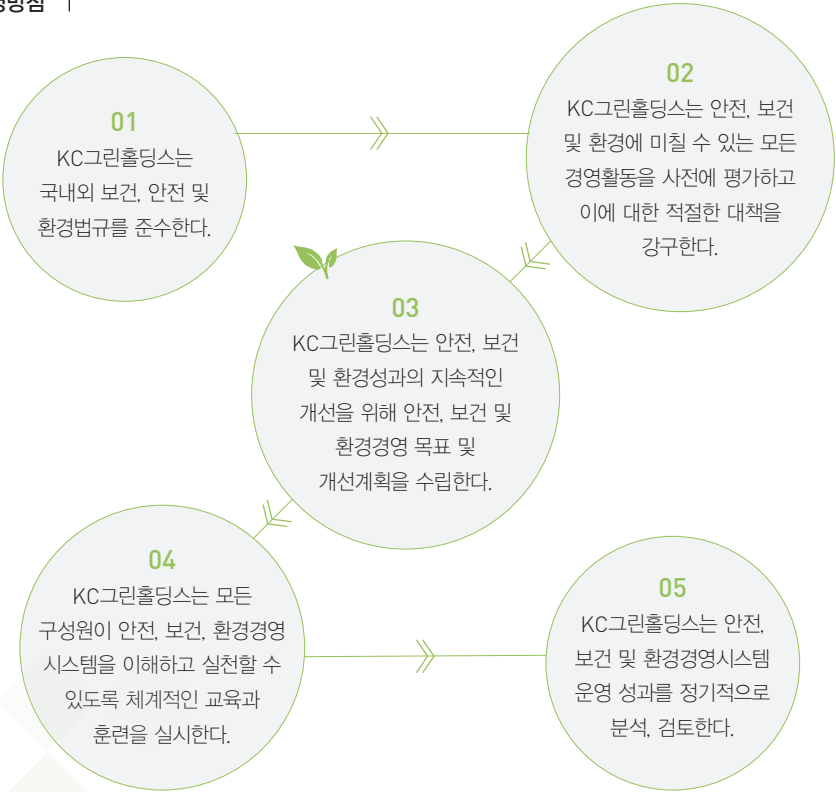 01
KC그린홀딩스는
국내외 보건, 안전 및
환경법규를 준수한다.
02
KC그린홀딩스는 안전, 보건
및 환경에 미칠 수 있는 모든
경영활동을 사전에 평가하고
이에 대한 적절한 대책을
강구한다.
03
KC그린홀딩스는 안전, 보건
및 환경성과의 지속적인
개선을 위해 안전, 보건 및
환경경영 목표 및
개선계획을 수립한다.
04
KC그린홀딩스는 모든
구성원이 안전, 보건, 환경경영
시스템을 이해하고 실천할 수
있도록 체계적인 교육과
훈련을 실시한다.
05
KC그린홀딩스는 안전,
보건 및 환경경영시스템
운영 성과를 정기적으로
분석, 검토한다.